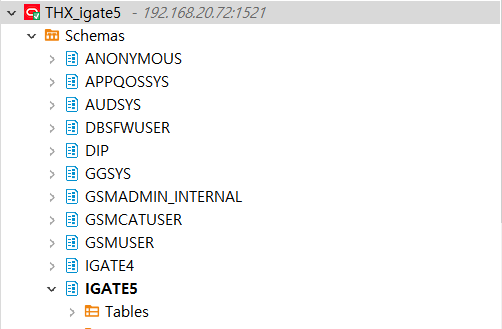 THX_igate5 - 192.168.20.72:1521
Schemas
ANONYMOUS
APPQOSSYS
AUDSYS
DBSFWUSER
DIP
GGSYS
GSMADMIN_INTERNAL
GSMCATUSER
GSMUSER
IGATE4
IGATE5
Tables